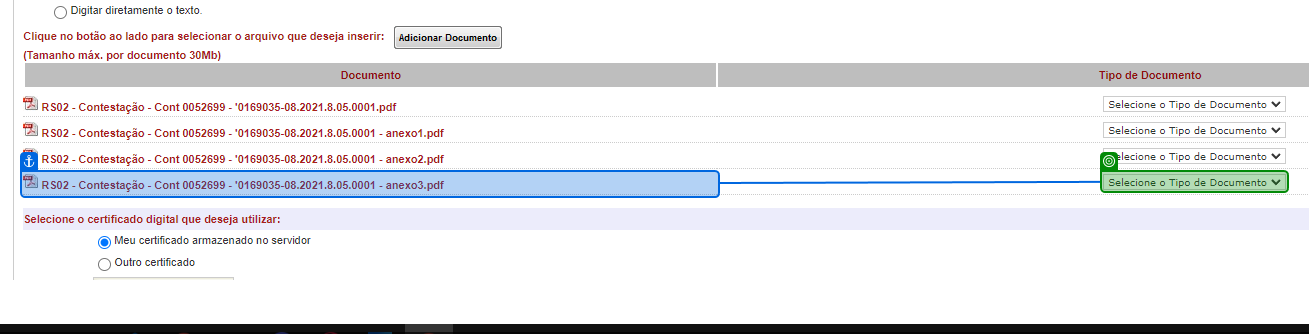 Digitar diretamente o texto.
Clique no botão ao lado para selecionar o arquivo que deseja inserir: Adicionar Documento
(Tamanho máx. por documento 30Mb)
Documento Tipo de Documento
RS02 - Contestação - Cont 0052699 - '0169035-08.2021.8.05.0001.pdf Selecione o Tipo de Documento
RS02 - Contestação - Cont 0052699 - '0169035-08.2021.8.05.0001 - anexo1.pdf Selecione o Tipo de Documento
RS02 - Contestação - Cont 0052699 - '0169035-08.2021.8.05.0001 - anexo2.pdf elecione o Tipo de Documento
RS02 - Contestação - Cont 0052699 - '0169035-08.2021.8.05.0001 - anexo3.pdf Selecione o Tipo de Documento
Selecione o certificado digital que deseja utilizar:
Meu certificado armazenado no servidor
Outro certificado